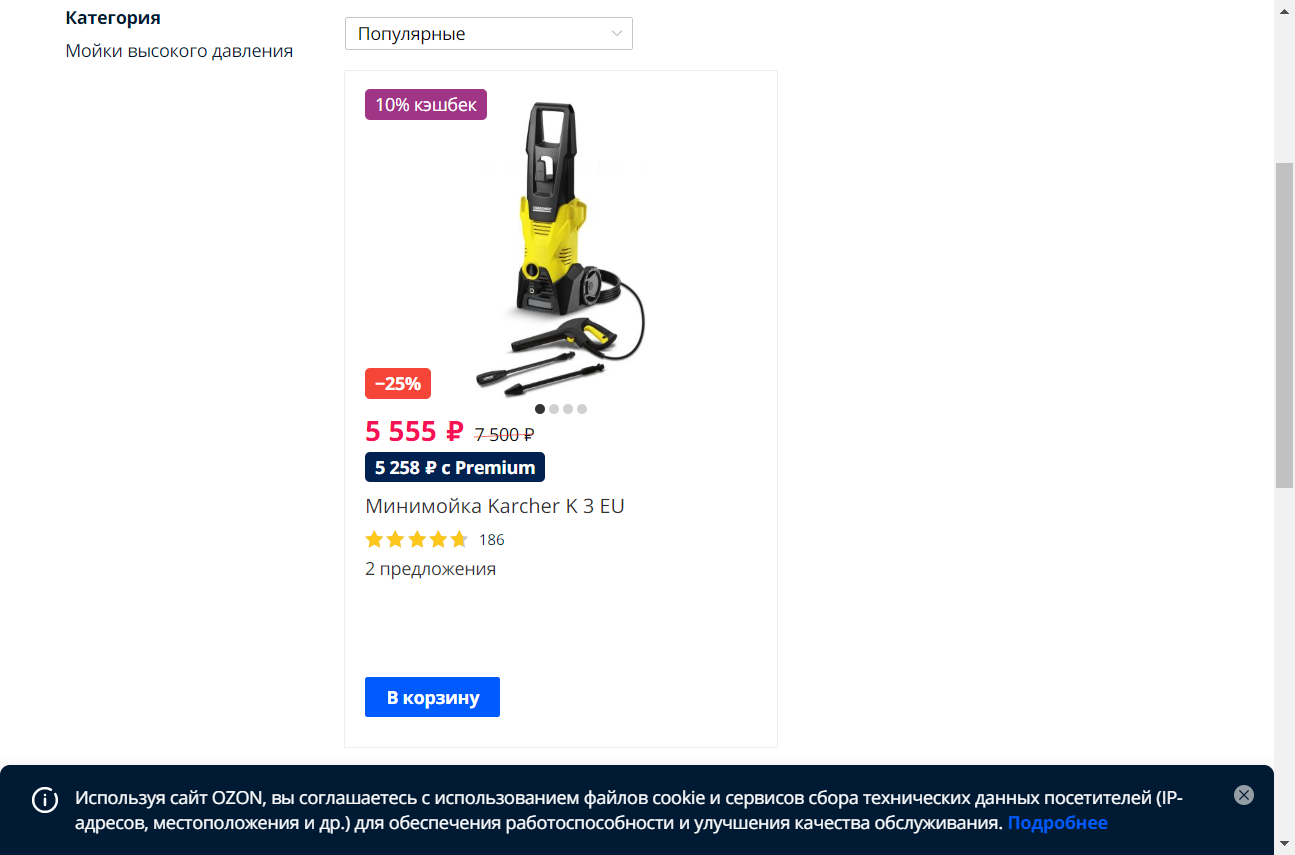 Категория
Мойки высокого давления
Популярные
10% кэшбек
−25%
5 555 ₽ 7 500 ₽
5 258 ₽ с Premium
Минимойка Karcher K 3 EU
186
2 предложения
В корзину
Используя сайт OZON, вы соглашаетесь с использованием файлов cookie и сервисов сбора технических данных посетителей (IP-
адресов, местоположения и др.) для обеспечения работоспособности и улучшения качества обслуживания. Подробнее